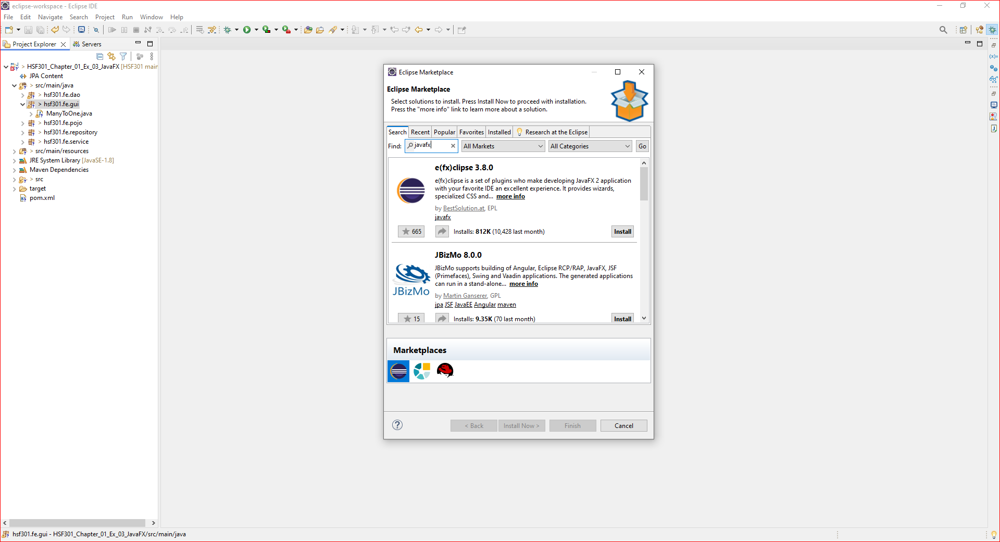 eclipse-workspace - Eclipse IDE
File Edit Navigate Search Project Run Window Help
Project Explorer Servers
> HSF301_Chapter_01_Ex_03_JavaFX [HSF301 main
JPA Content
> src/main/java
> hsf301.fe.dao
> hsf301.fe.gui
ManyToOne.java
> hsf301.fe.pojo
> hsf301.fe.repository
> hsf301.fe.service
> src/main/resources
JRE System Library [JavaSE-1.8]
Maven Dependencies
> src
target
pom.xml
Eclipse Marketplace
Eclipse Marketplace
Select solutions to install. Press Install Now to proceed with installation.
Press the "more info" link to learn more about a solution.
Search Recent Popular Favorites Installed Research at the Eclipse
Find: javafx All Markets All Categories Go
e(fx)clipse 3.8.0
e(fx)clipse is a set of plugins who make developing JavaFX 2 application
with your favorite IDE an excellent experience. It provides wizards,
specialized CSS and... more info
by BestSolution.at, EPL
javafx
665 Installs: 812K (10,428 last month) Install
JBizMo 8.0.0
JBizMo supports building of Angular, Eclipse RCP/RAP, JavaFX, JSF
(Primefaces), Swing and Vaadin applications. The generated applications
can run in a stand-alone... more info
JBizMo
by Martin Ganserer, GPL
jpa JSF JavaEE Angular maven
15 Installs: 9.35K (70 last month) Install
Marketplaces
< Back Install Now > Finish Cancel
hsf301.fe.gui - HSF301_Chapter_01_Ex_03_JavaFX/src/main/java